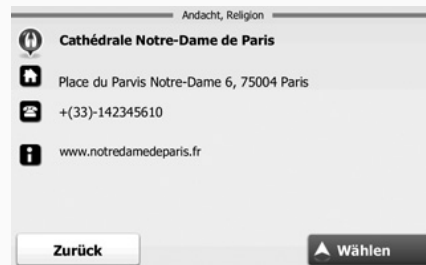 Andacht, Religion
Cathédrale Notre-Dame de Paris
Place du Parvis Notre-Dame 6, 75004 Paris
+(33)-142345610
www.notredamedeparis.fr
Zurück
Wählen